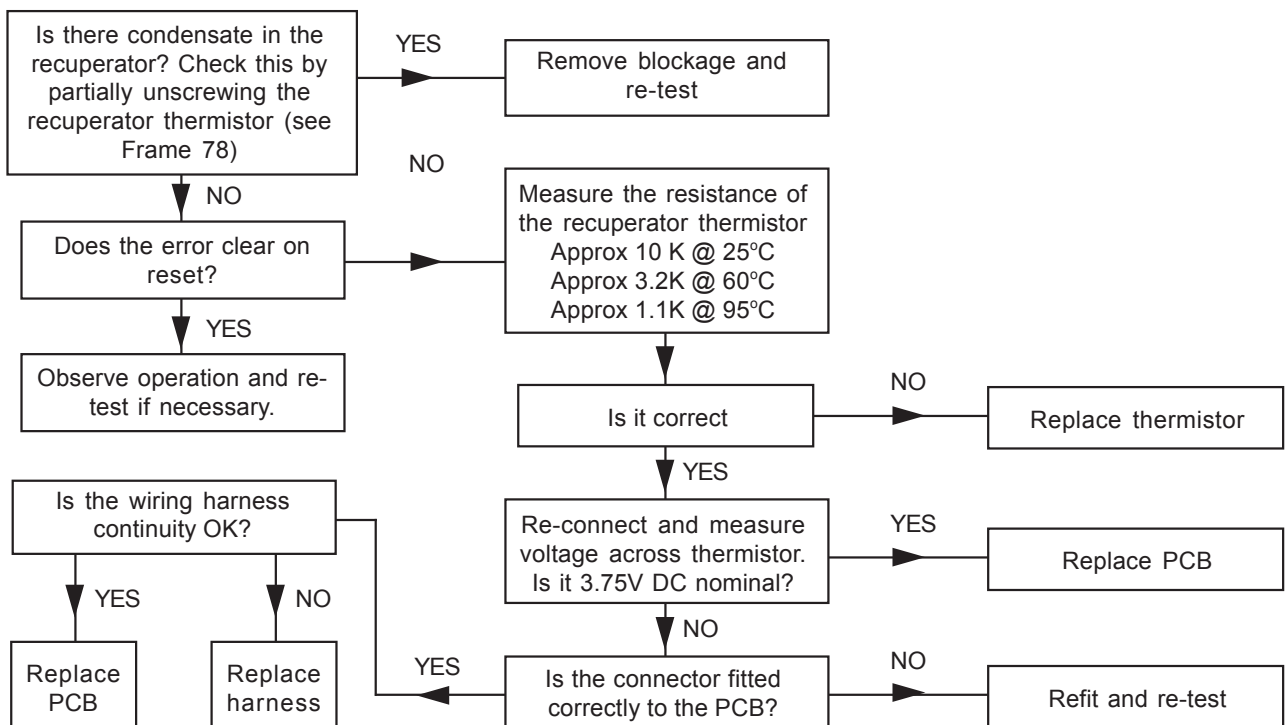 Is there condensate in the
recuperator? Check this by
partially unscrewing the
recuperator thermistor (see
Frame 78)
YES
Remove blockage and
re-test
NO
NO
Does the error clear on
reset?
Measure the resistance of
the recuperator thermistor
Approx 10 K @ 25°C
Approx 3.2K @ 60°C
Approx 1.1K @ 95°C
YES
Observe operation and re-
test if necessary.
Is it correct
NO
Replace thermistor
YES
Re-connect and measure
voltage across thermistor.
Is it 3.75V DC nominal?
YES
Replace PCB
NO
Is the connector fitted
correctly to the PCB?
NO
Refit and re-test
YES
Is the wiring harness
continuity OK?
YES
Replace
PCB
NO
Replace
harness